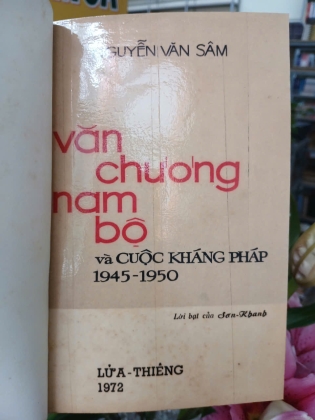 NGUYỄN VĂN SÂM
văn
chương
nam
bộ
và CUỘC KHÁNG PHÁP
1945-1950
Lời bạt của Sơn-Khanh
LỬA-THIÊNG
1972